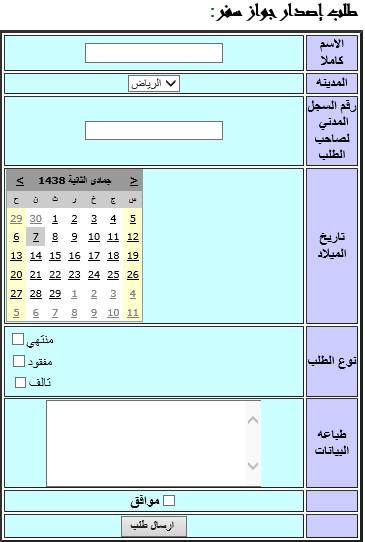 طلب إصدار جواز سفر:
الاسم
كاملا
المدينه
الرياض
رقم السجل
المدني
لصاحب
الطلب
تاريخ
الميلاد
< جمادى الثانية 1438 >
س ج خ ر ث ن ح
5 4 3 2 1 30 29
12 11 10 9 8 7 6
19 18 17 16 15 14 13
26 25 24 23 22 21 20
4 3 2 1 29 28 27
11 10 9 8 7 6 5
نوع الطلب
منتهي
مفقود
تالف
طباعه
البيانات
موافق
ارسال طلب